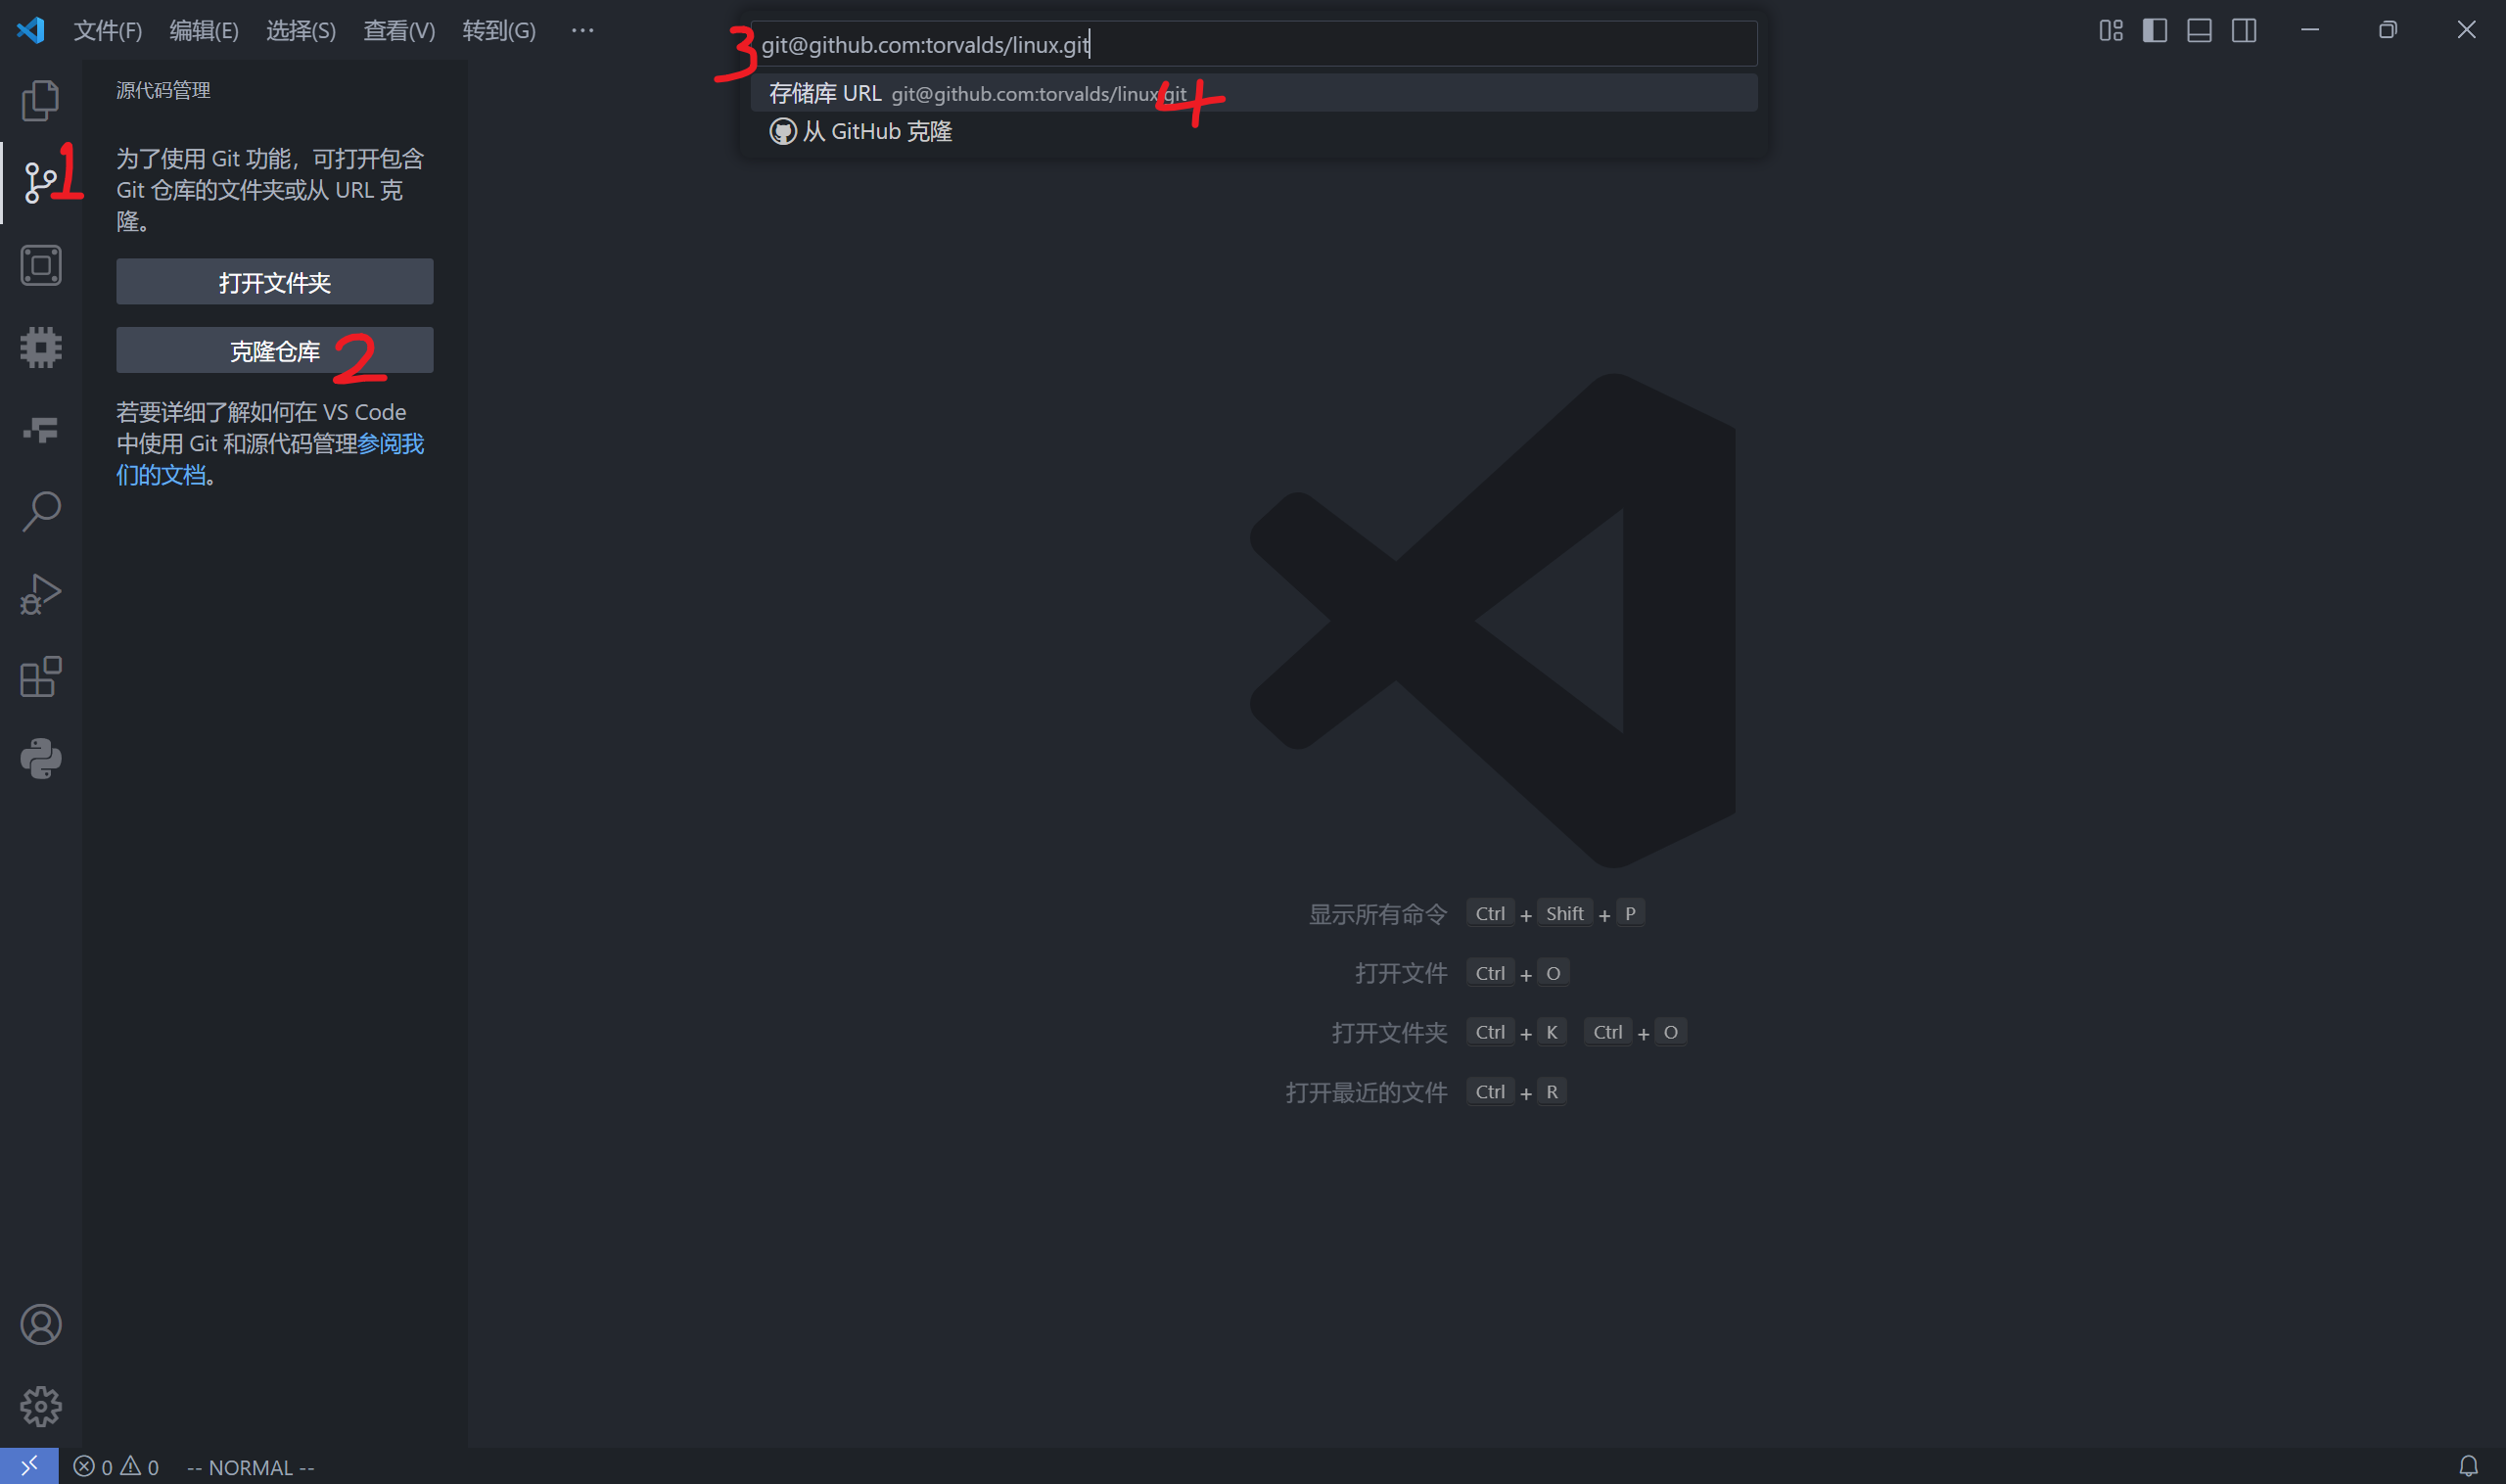 文件(F) 编辑(E) 选择(S) 查看(V) 转到(G) ···
3 git@github.com:torvalds/linux.git
存储库 URL git@github.com:torvalds/linux.git 4
从 GitHub 克隆
源代码管理
1
为了使用 Git 功能，可打开包含
Git 仓库的文件夹或从 URL 克
隆。
打开文件夹
克隆仓库 2
若要详细了解如何在 VS Code
中使用 Git 和源代码管理参阅我
们的文档。
显示所有命令 Ctrl + Shift + P
打开文件 Ctrl + O
打开文件夹 Ctrl + K Ctrl + O
打开最近的文件 Ctrl + R
0 0 -- NORMAL --